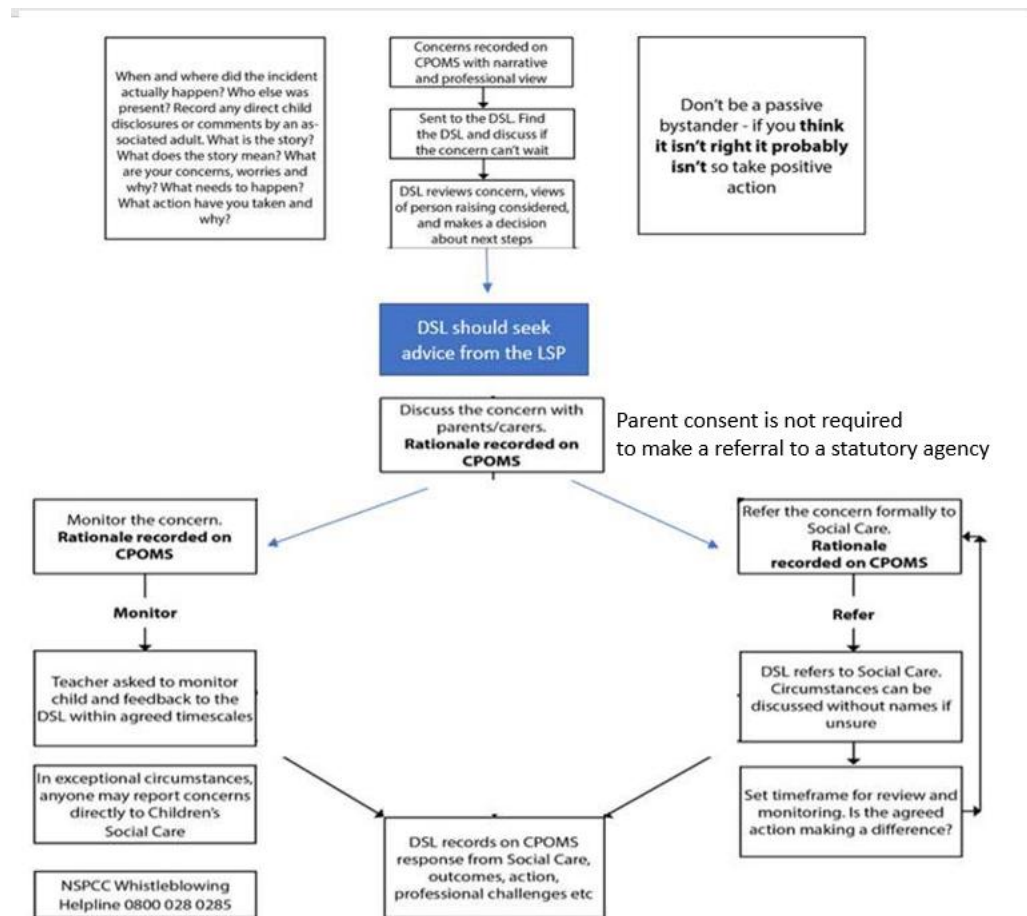 When and where did the incident
actually happen? Who else was
present? Record any direct child
disclosures or comments by an as-
sociated adult. What is the story?
What does the story mean? What
are your concerns, worries and
why? What needs to happen?
What action have you taken and
why?
Concerns recorded on
CPOMS with narrative
and professional view
Sent to the DSL. Find
the DSL and discuss if
the concern can't wait
DSL reviews concern, views
of person raising considered,
and makes a decision
about next steps
Don't be a passive
bystander - if you think
it isn't right it probably
isn't so take positive
action
DSL should seek
advice from the LSP
Discuss the concern with
parents/carers.
Rationale recorded on
CPOMS
Parent consent is not required
to make a referral to a statutory agency
Monitor the concern.
Rationale recorded on
CPOMS
Monitor
Teacher asked to monitor
child and feedback to the
DSL within agreed timescales
In exceptional circumstances,
anyone may report concerns
directly to Children's
Social Care
NSPCC Whistleblowing
Helpline 0800 028 0285
Refer the concern formally to
Social Care.
Rationale
recorded on CPOMS
Refer
DSL refers to Social Care.
Circumstances can be
discussed without names if
unsure
Set timeframe for review and
monitoring. Is the agreed
action making a difference?
DSL records on CPOMS
response from Social Care,
outcomes, action,
professional challenges etc